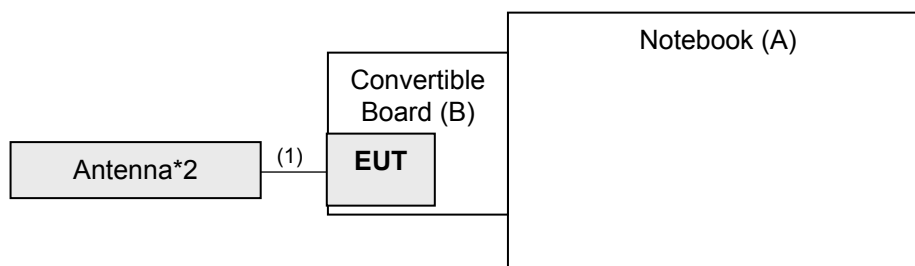 Notebook (A)
Convertible
Board (B)
EUT
(1)
Antenna*2